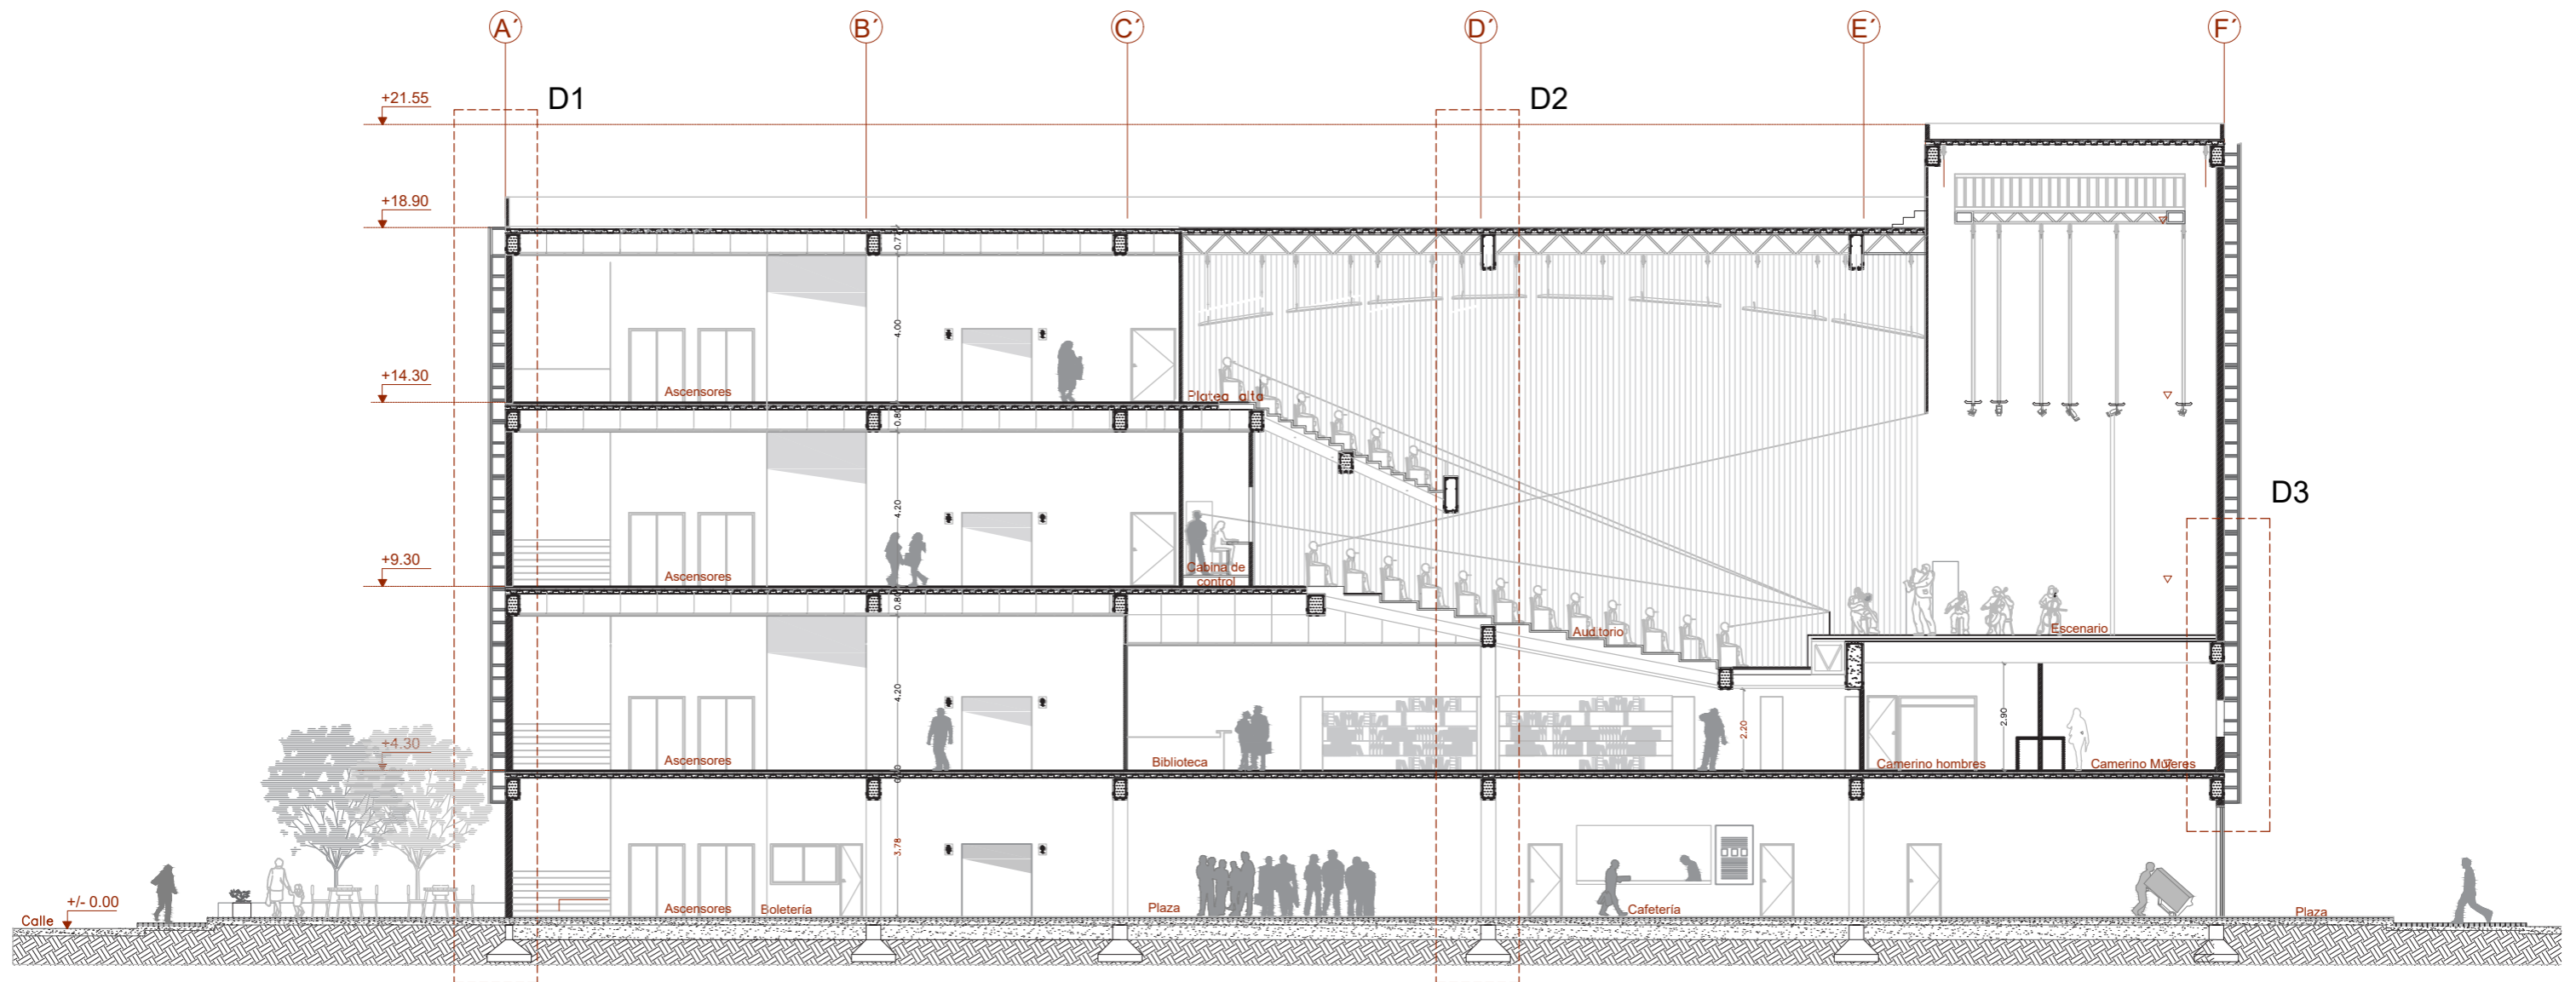 A´
B´
C´
D´
E´
F´
D1
D2
D3
+21.55
+18.90
+14.30
+9.30
+4.30
+/- 0.00
Calle
4.00
Ascensores
Platea alta
0.80
4.20
Ascensores
Cabina de
control
0.80
Auditorio
Escenario
4.20
2.20
2.90
Ascensores
Biblioteca
Camerino hombres
Camerino Mujeres
3.78
Ascensores
Boletería
Plaza
Cafetería
Plaza